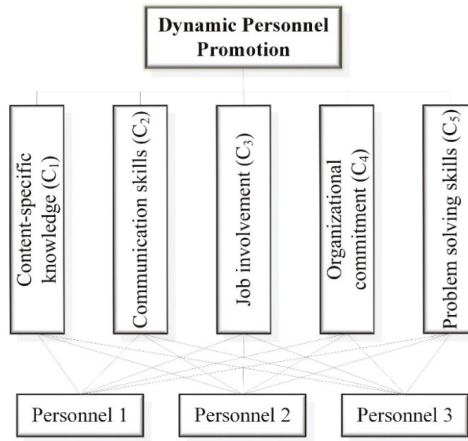 Dynamic Personnel
Promotion
Content-specific
knowledge (C₁)
Communication skills (C₂)
Job involvement (C₃)
Organizational
commitment (C₄)
Problem solving skills (C₅)
Personnel 1
Personnel 2
Personnel 3